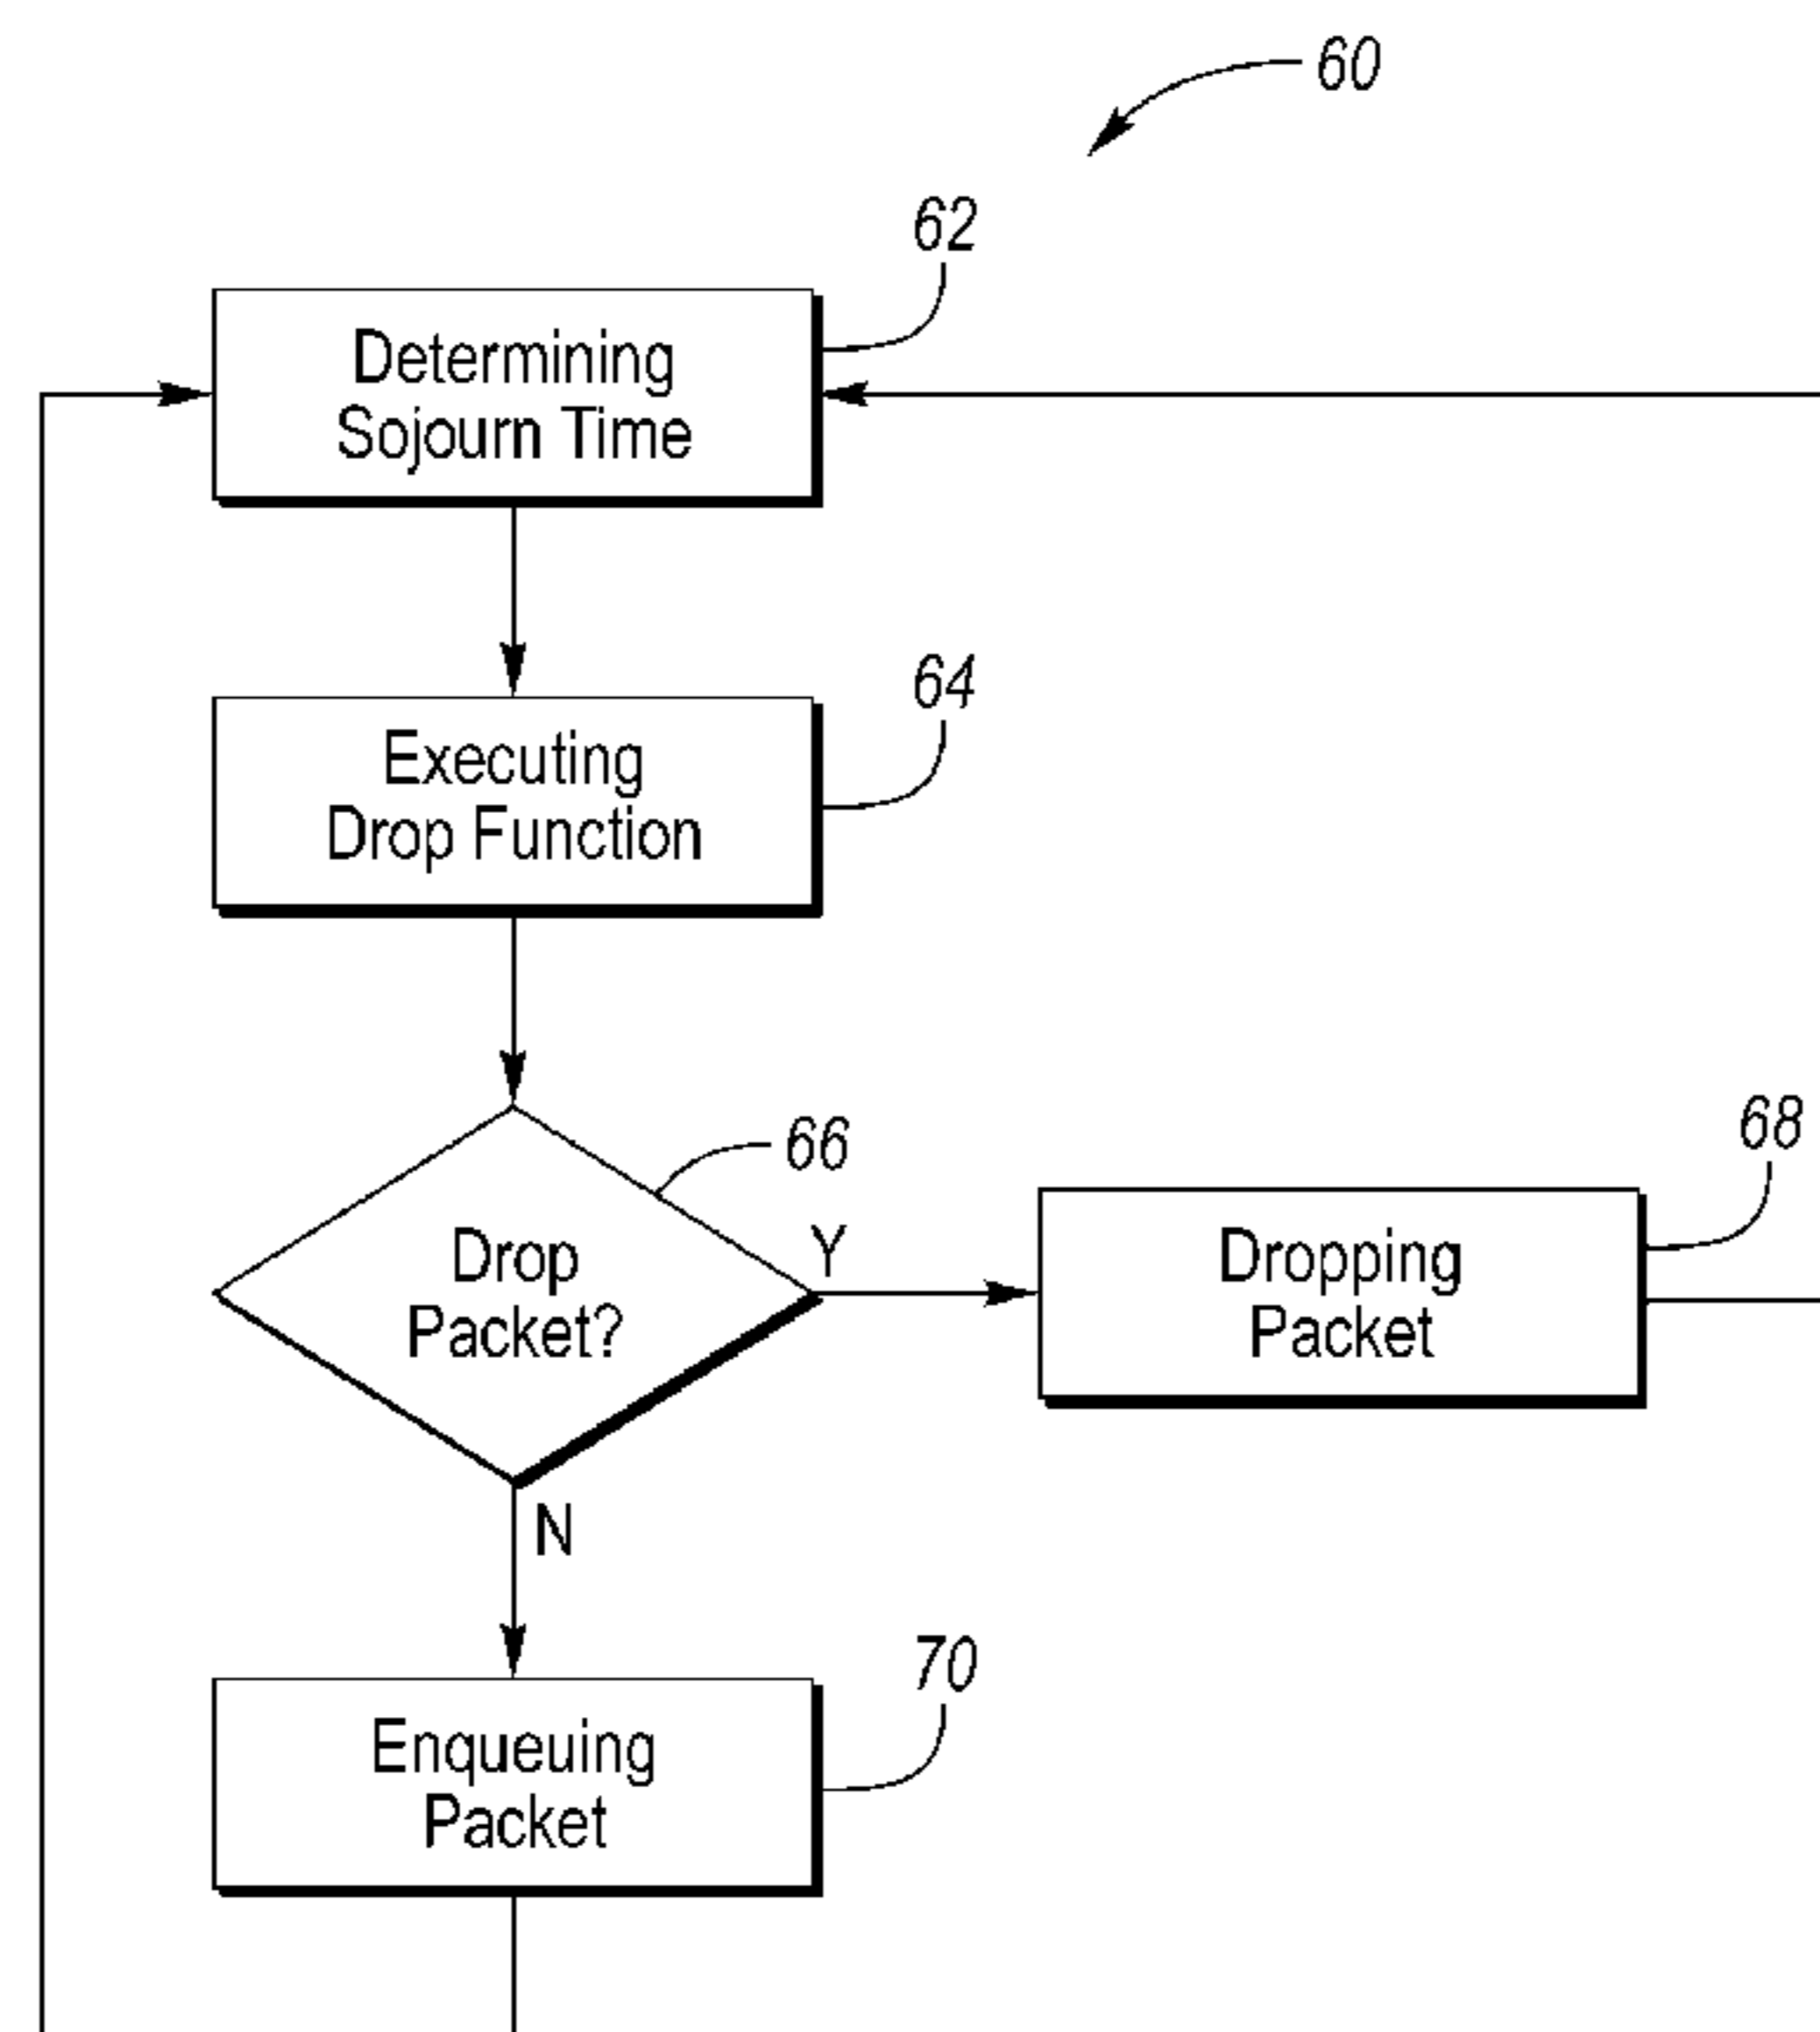 60
62
Determining
Sojourn Time
64
Executing
Drop Function
66
Drop
Packet?
Y
68
Dropping
Packet
N
70
Enqueuing
Packet